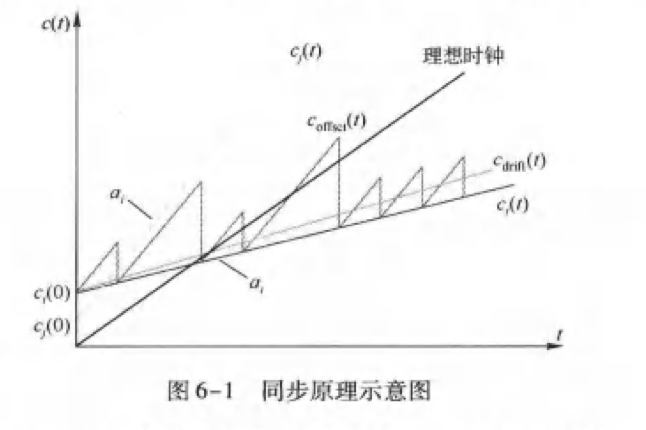 c(t)
c_j(t)
理想时钟
c_offset(t)
c_drift(t)
a_i
c_i(t)
a_i
c_i(0)
c_j(0)
t
图 6-1 同步原理示意图